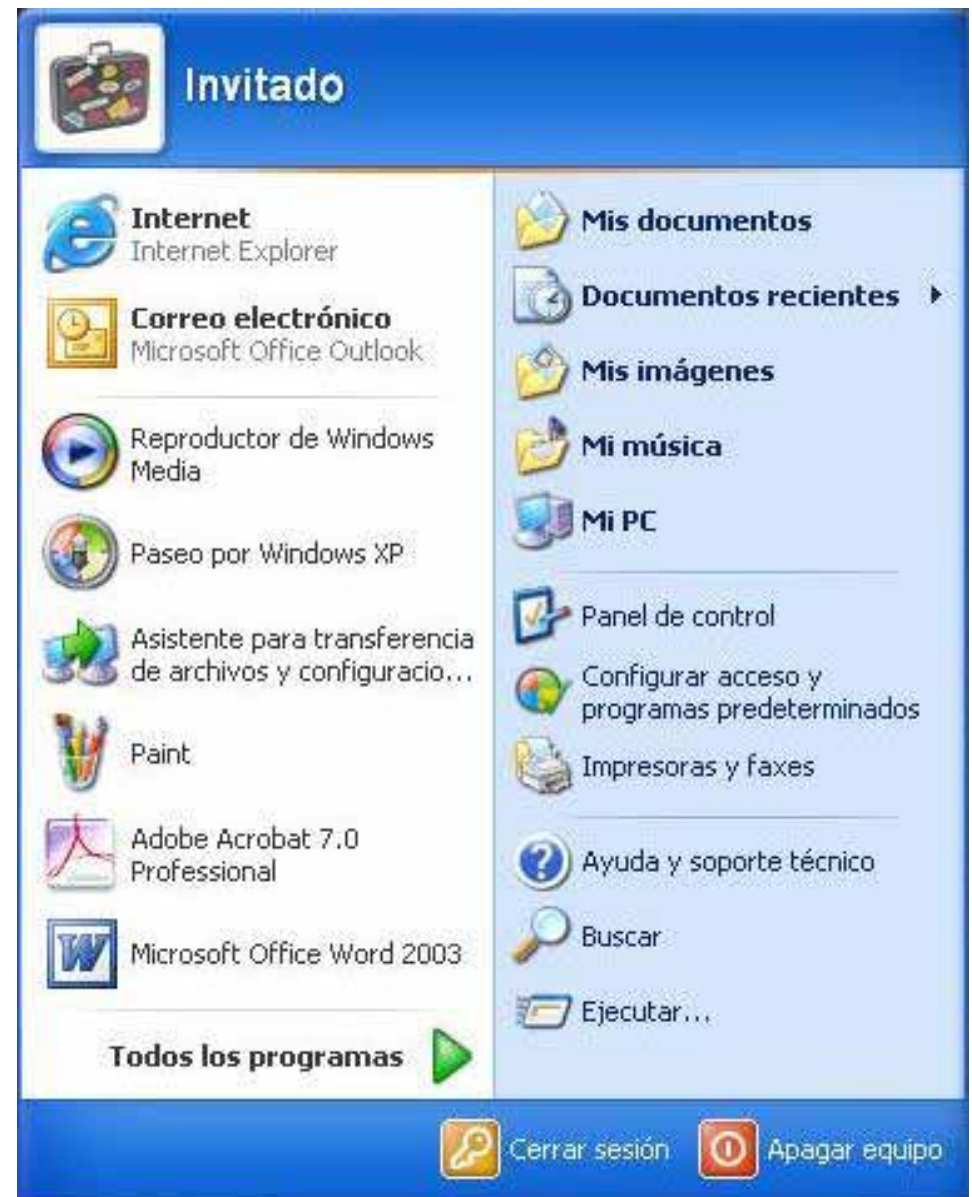 Invitado
Internet
Internet Explorer
Correo electrónico
Microsoft Office Outlook
Reproductor de Windows
Media
Paseo por Windows XP
Asistente para transferencia
de archivos y configuracio...
Paint
Adobe Acrobat 7.0
Professional
Microsoft Office Word 2003
Todos los programas
Mis documentos
Documentos recientes
Mis imágenes
Mi música
Mi PC
Panel de control
Configurar acceso y
programas predeterminados
Impresoras y faxes
Ayuda y soporte técnico
Buscar
Ejecutar...
Cerrar sesión
Apagar equipo